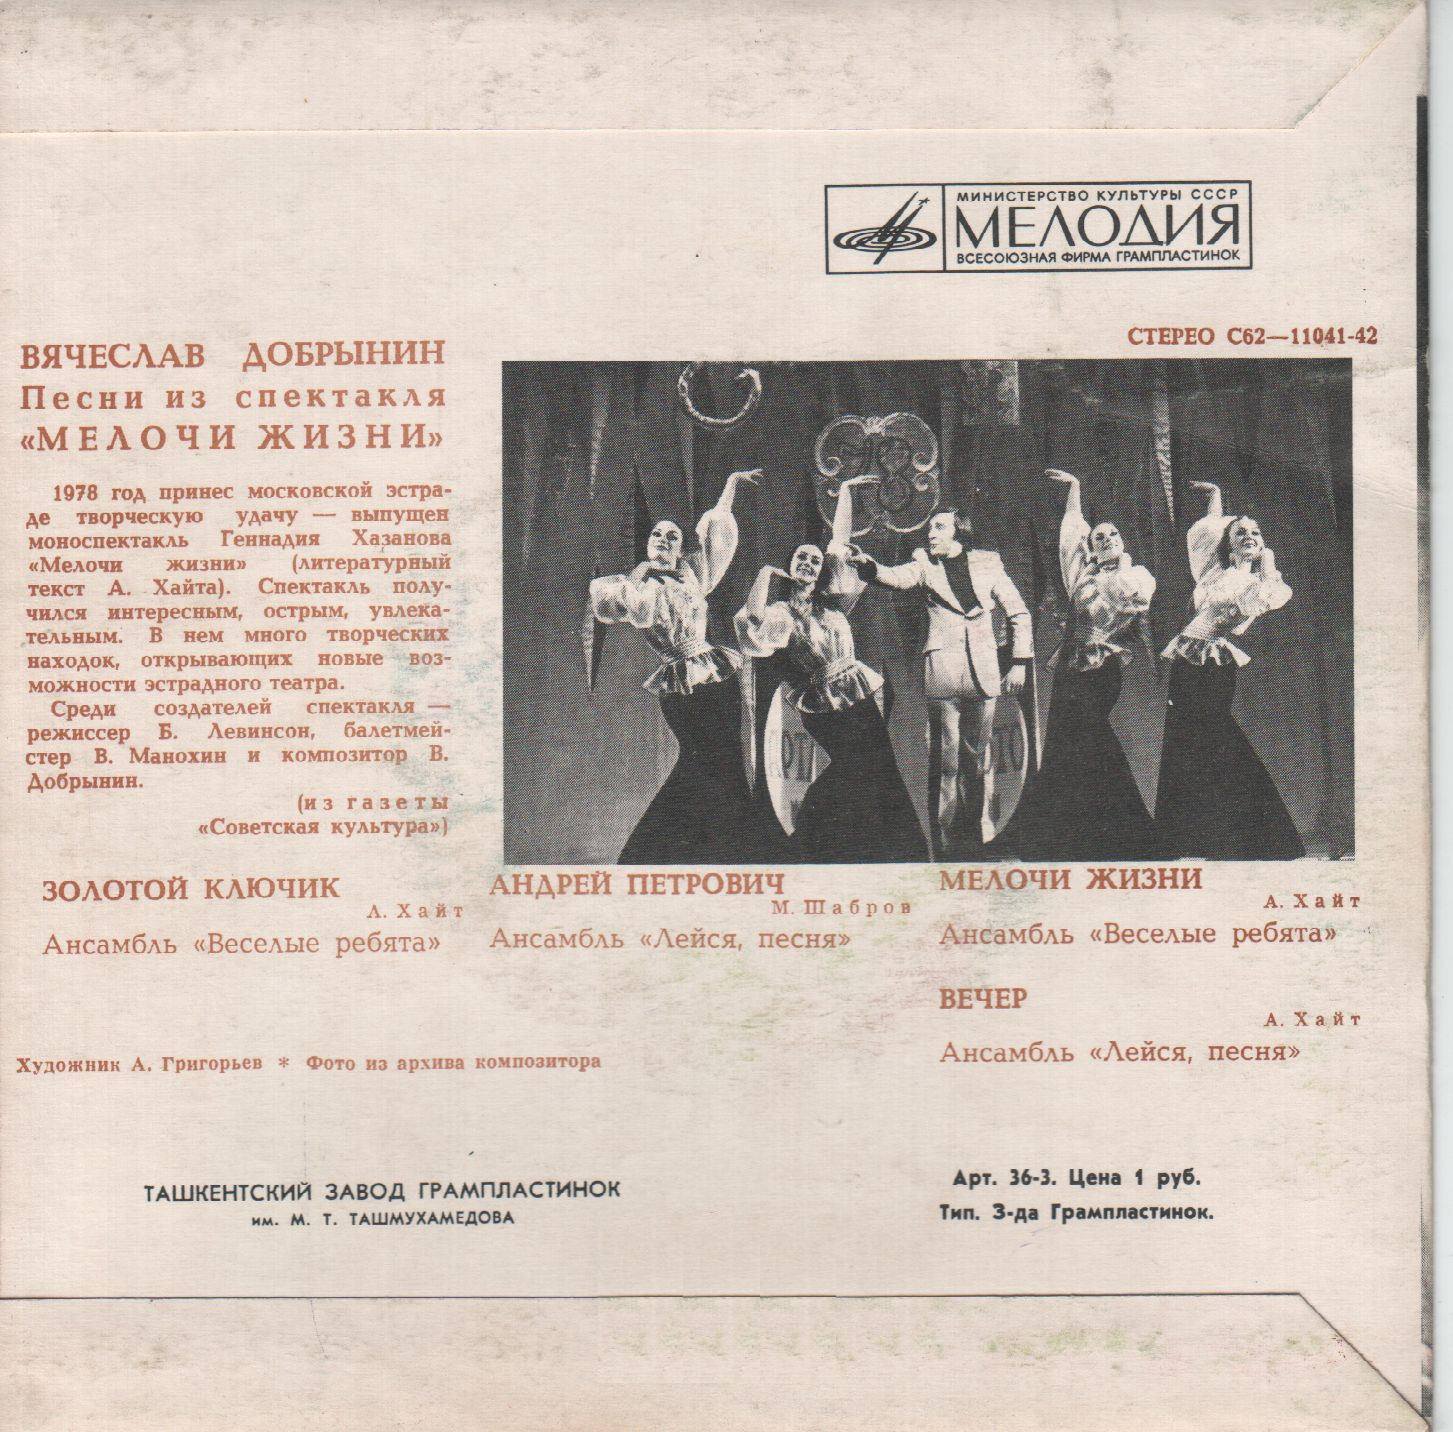 МИНИСТЕРСТВО КУЛЬТУРЫ СССР
МЕЛОДИЯ
ВСЕСОЮЗНАЯ ФИРМА ГРАМПЛАСТИНОК
СТЕРЕО С62—11041-42
ВЯЧЕСЛАВ ДОБРЫНИН
Песни из спектакля
«МЕЛОЧИ ЖИЗНИ»
1978 год принес московской эстра-
де творческую удачу — выпущен
моноспектакль Геннадия Хазанова
«Мелочи жизни» (литературный
текст А. Хайта). Спектакль полу-
чился интересным, острым, увлека-
тельным. В нем много творческих
находок, открывающих новые воз-
можности эстрадного театра.
Среди создателей спектакля —
режиссер Б. Левинсон, балетмей-
стер В. Манохин и композитор В.
Добрынин.
(из газеты
«Советская культура»)
ЗОЛОТОЙ КЛЮЧИК
А. Хайт
Ансамбль «Веселые ребята»
АНДРЕЙ ПЕТРОВИЧ
М. Шабров
Ансамбль «Лейся, песня»
МЕЛОЧИ ЖИЗНИ
А. Хайт
Ансамбль «Веселые ребята»
ВЕЧЕР
А. Хайт
Ансамбль «Лейся, песня»
Художник А. Григорьев * Фото из архива композитора
ТАШКЕНТСКИЙ ЗАВОД ГРАМПЛАСТИНОК
им. М. Т. ТАШМУХАМЕДОВА
Арт. 36-3. Цена 1 руб.
Тип. З-да Грампластинок.